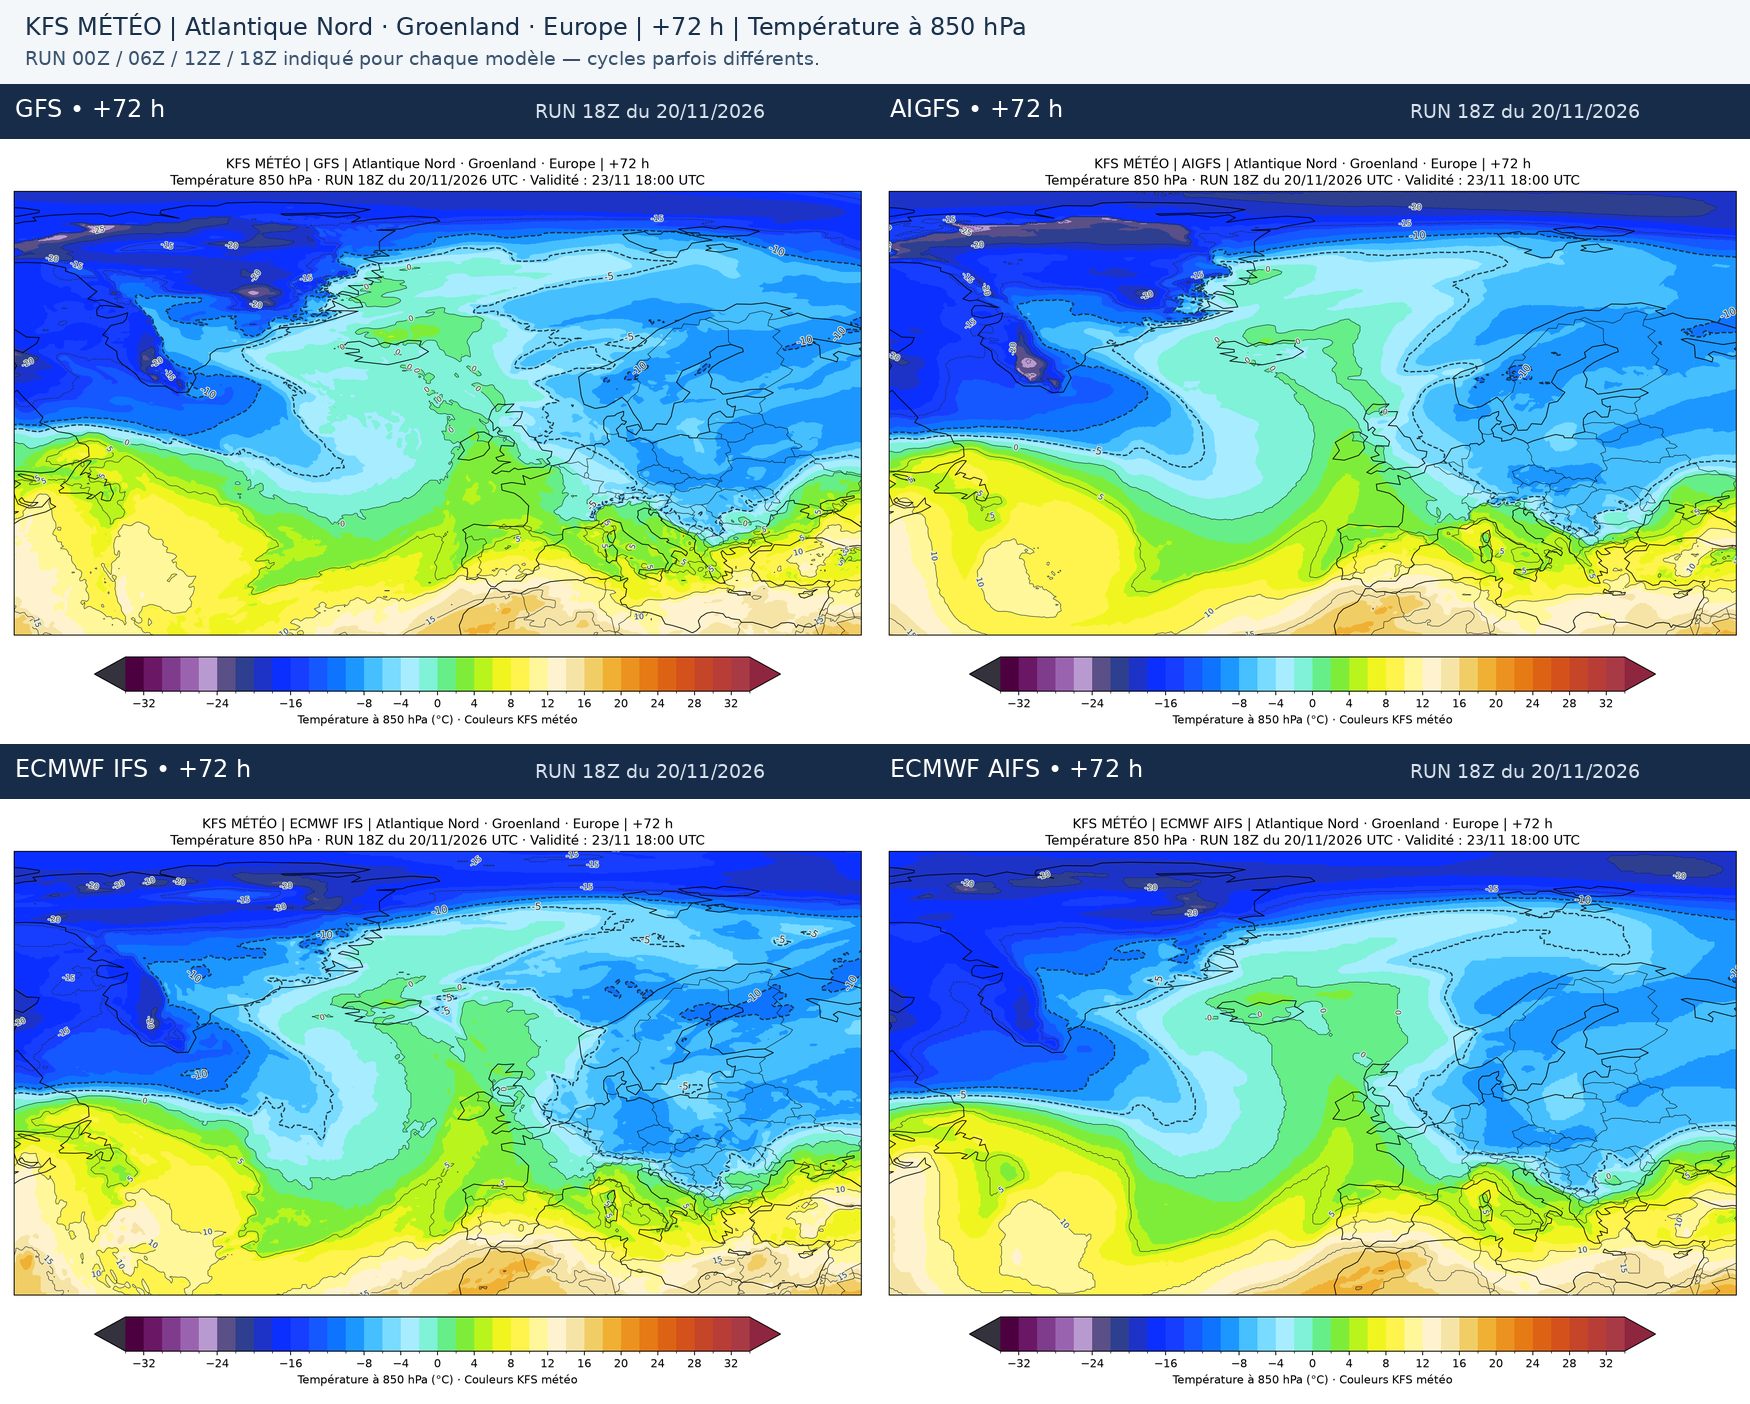 KFS MÉTÉO | Atlantique Nord · Groenland · Europe | +72 h | Température à 850 hPa
RUN 00Z / 06Z / 12Z / 18Z indiqué pour chaque modèle — cycles parfois différents.
GFS • +72 h
RUN 18Z du 20/11/2026
AIGFS • +72 h
RUN 18Z du 20/11/2026
KFS MÉTÉO | GFS | Atlantique Nord · Groenland · Europe | +72 h
Température 850 hPa · RUN 18Z du 20/11/2026 UTC · Validité : 23/11 18:00 UTC
KFS MÉTÉO | AIGFS | Atlantique Nord · Groenland · Europe | +72 h
Température 850 hPa · RUN 18Z du 20/11/2026 UTC · Validité : 23/11 18:00 UTC
−32 −24 −16 −8 −4 0 4 8 12 16 20 24 28 32
Température à 850 hPa (°C) · Couleurs KFS météo
−32 −24 −16 −8 −4 0 4 8 12 16 20 24 28 32
Température à 850 hPa (°C) · Couleurs KFS météo
ECMWF IFS • +72 h
RUN 18Z du 20/11/2026
ECMWF AIFS • +72 h
RUN 18Z du 20/11/2026
KFS MÉTÉO | ECMWF IFS | Atlantique Nord · Groenland · Europe | +72 h
Température 850 hPa · RUN 18Z du 20/11/2026 UTC · Validité : 23/11 18:00 UTC
KFS MÉTÉO | ECMWF AIFS | Atlantique Nord · Groenland · Europe | +72 h
Température 850 hPa · RUN 18Z du 20/11/2026 UTC · Validité : 23/11 18:00 UTC
−32 −24 −16 −8 −4 0 4 8 12 16 20 24 28 32
Température à 850 hPa (°C) · Couleurs KFS météo
−32 −24 −16 −8 −4 0 4 8 12 16 20 24 28 32
Température à 850 hPa (°C) · Couleurs KFS météo